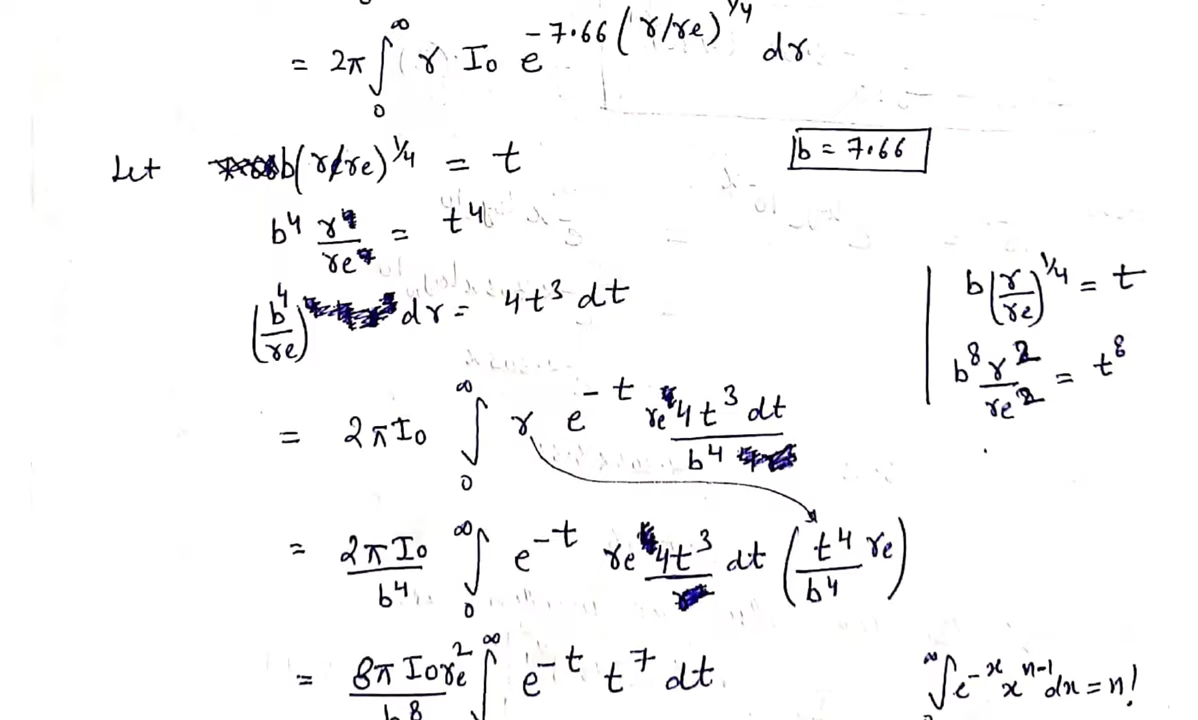 = 2π ∫₀^∞ r I₀ e^{-7.66(r/re)^{1/4}} dr
Let b(r/re)^{1/4} = t
b = 7.66
b⁴ r/re = t⁴
(b⁴/re) dr = 4t³ dt
b(r/re)^{1/4} = t
b⁸ r²/re² = t⁸
= 2πI₀ ∫₀^∞ r e^{-t} re 4t³ dt / b⁴
= 2πI₀/b⁴ ∫₀^∞ e^{-t} re 4t³ dt (t⁴/b⁴ re)
= 8πI₀re²/b⁸ ∫₀^∞ e^{-t} t⁷ dt
∫₀^∞ e^{-x} x^{n-1} dx = n!